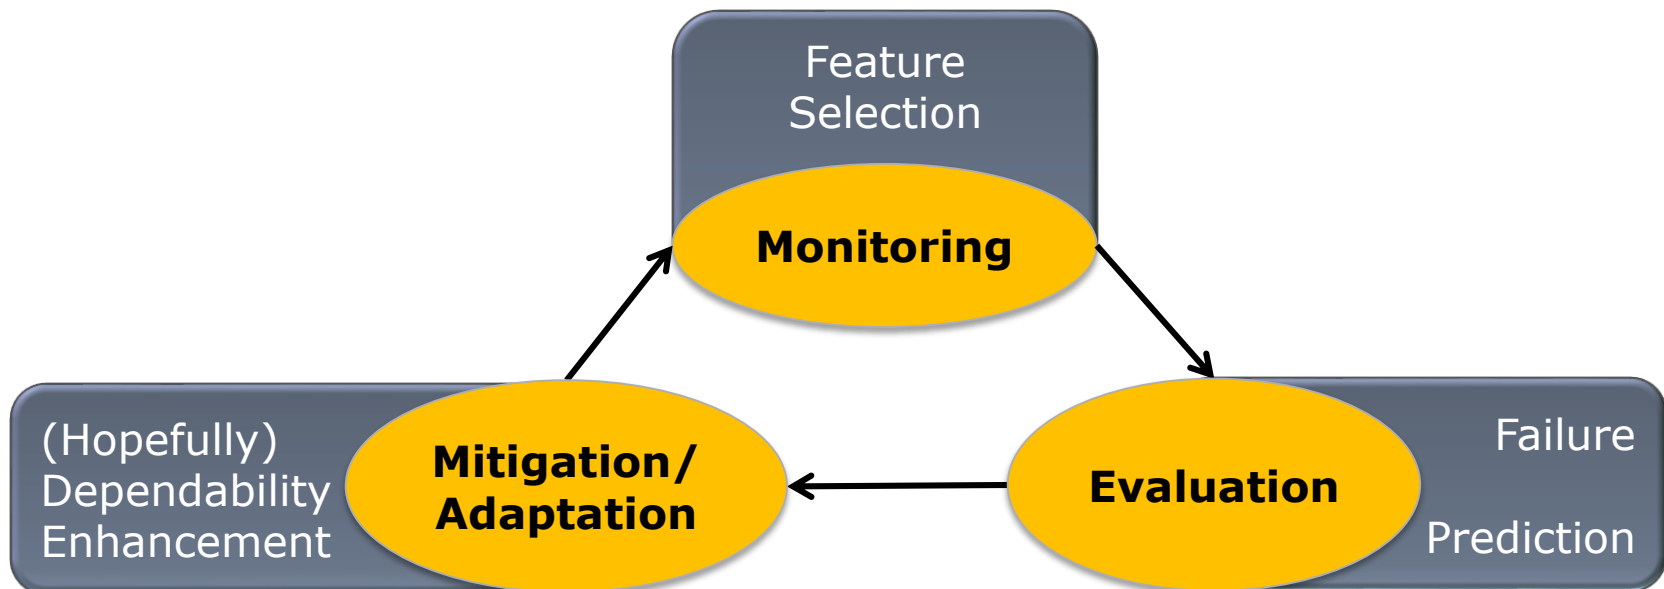 Feature
Selection
Monitoring
(Hopefully)
Dependability
Enhancement
Mitigation/
Adaptation
Evaluation
Failure
Prediction